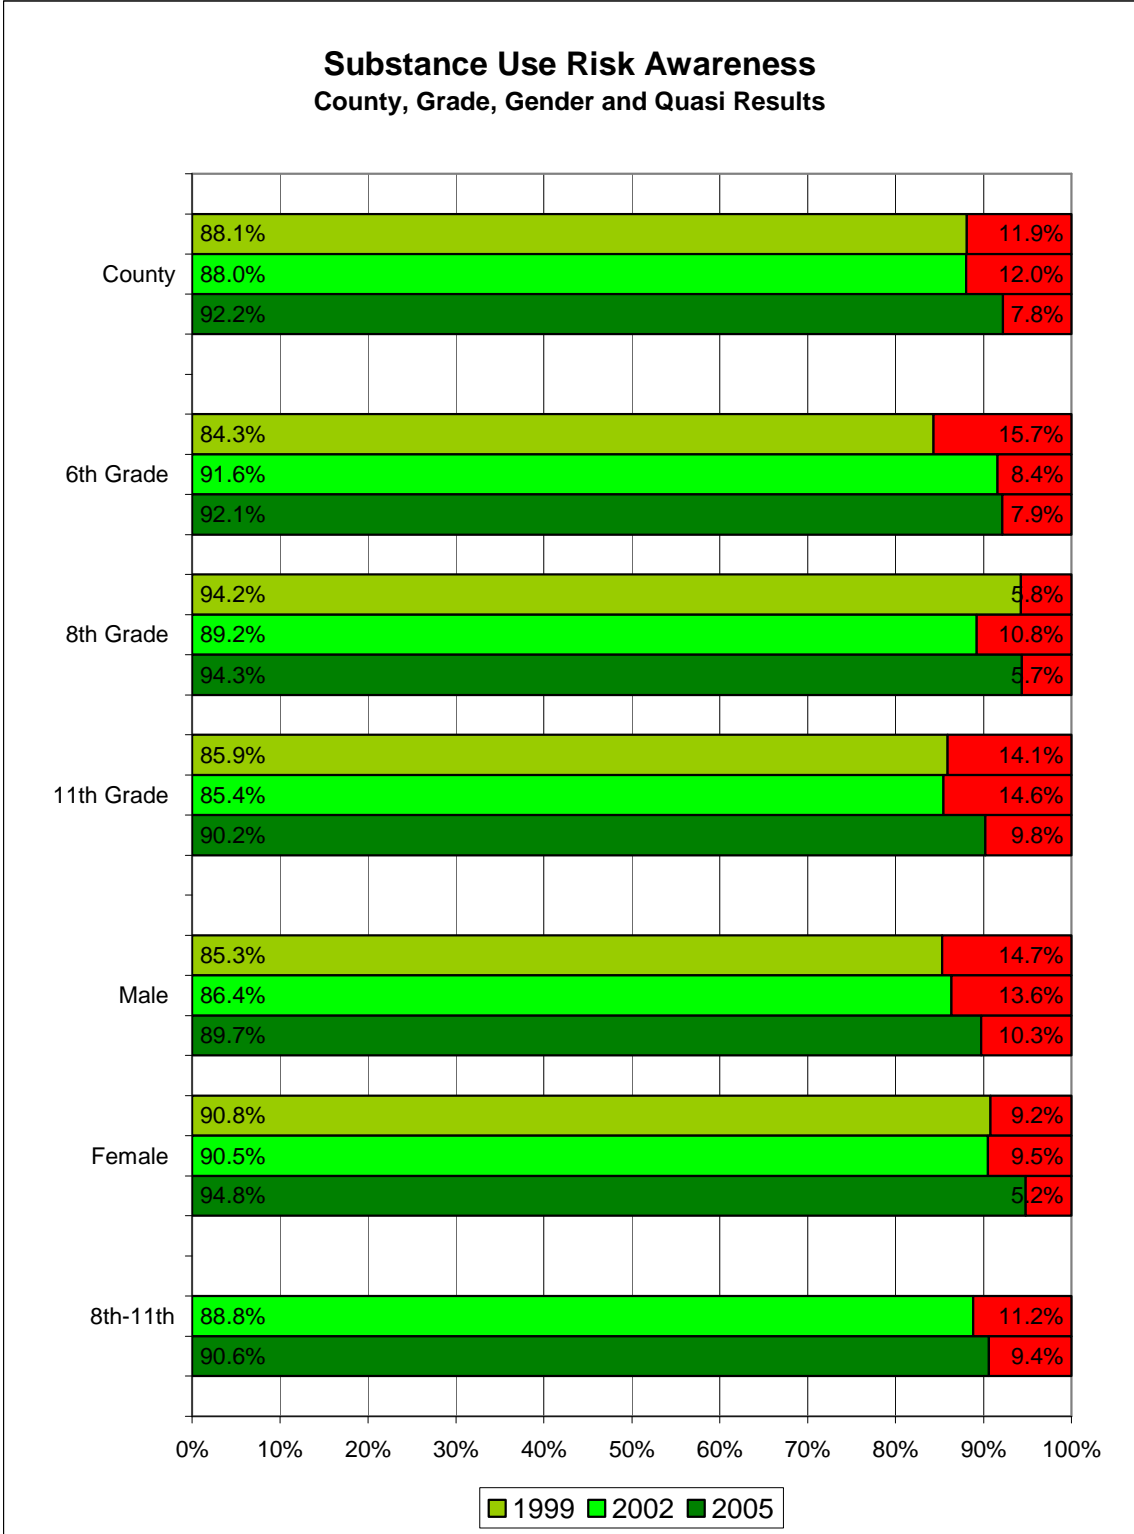 Substance Use Risk Awareness
County, Grade, Gender and Quasi Results
88.1% 11.9%
County 88.0% 12.0%
92.2% 7.8%
84.3% 15.7%
6th Grade 91.6% 8.4%
92.1% 7.9%
94.2% 5.8%
8th Grade 89.2% 10.8%
94.3% 5.7%
85.9% 14.1%
11th Grade 85.4% 14.6%
90.2% 9.8%
85.3% 14.7%
Male 86.4% 13.6%
89.7% 10.3%
90.8% 9.2%
Female 90.5% 9.5%
94.8% 5.2%
8th-11th 88.8% 11.2%
90.6% 9.4%
0% 10% 20% 30% 40% 50% 60% 70% 80% 90% 100%
1999 2002 2005